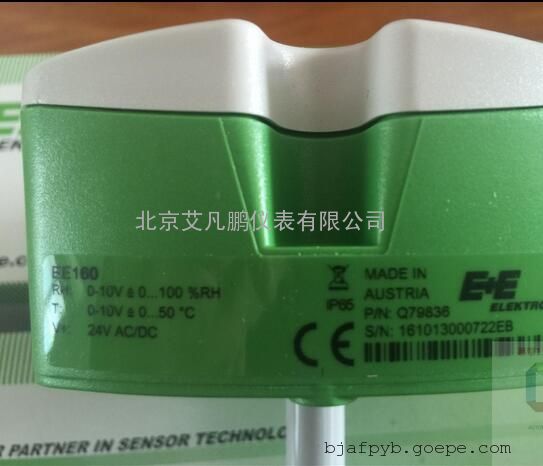 北京艾凡鹏仪表有限公司
EE160
RH: 0-10V ≙ 0...100 %RH
T: 0-10V ≙ 0...50 °C
V+: 24V AC/DC
IP65
CE
MADE IN
AUSTRIA
P/N: Q79836
S/N: 161013000722EB
E+E
ELEKTRO
R PARTNER IN SENSOR TECHNOLO
bjafpyb.goepe.com